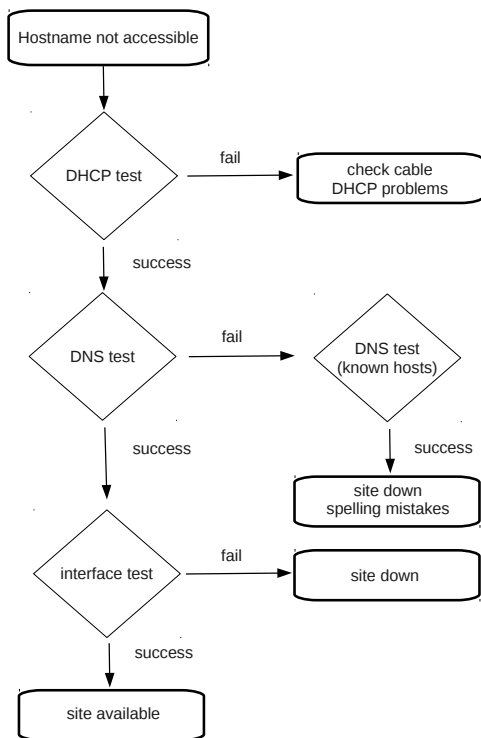 Hostname not accessible
fail
DHCP test
check cable
DHCP problems
success
fail
DNS test
DNS test
(known hosts)
success
success
site down
spelling mistakes
fail
interface test
site down
success
site available